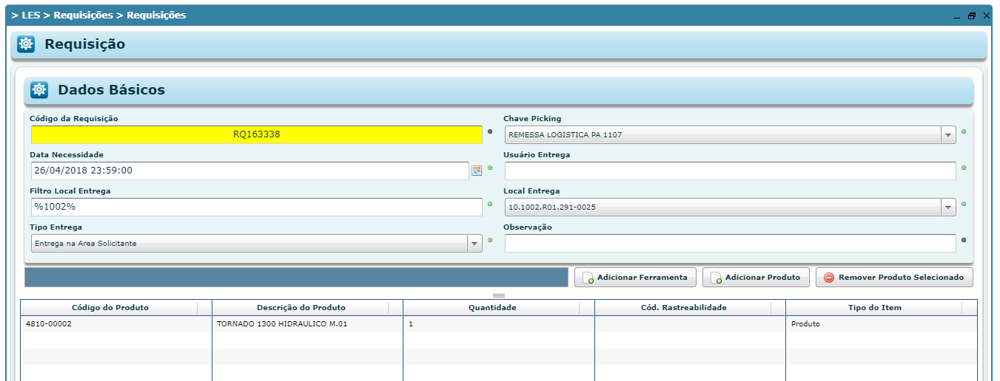 > LES > Requisições > Requisições
Requisição
Dados Básicos
Código da Requisição
RQ163338
Chave Picking
REMESSA LOGISTICA PA 1107
Data Necessidade
26/04/2018 23:59:00
Usuário Entrega
Filtro Local Entrega
%1002%
Local Entrega
10.1002.R01.291-0025
Tipo Entrega
Entrega na Area Solicitante
Observação
Adicionar Ferramenta
Adicionar Produto
Remover Produto Selecionado
Código do Produto Descrição do Produto Quantidade Cód. Rastreabilidade Tipo do Item
4810-00002 TORNADO 1300 HIDRAULICO M.01 1 Produto